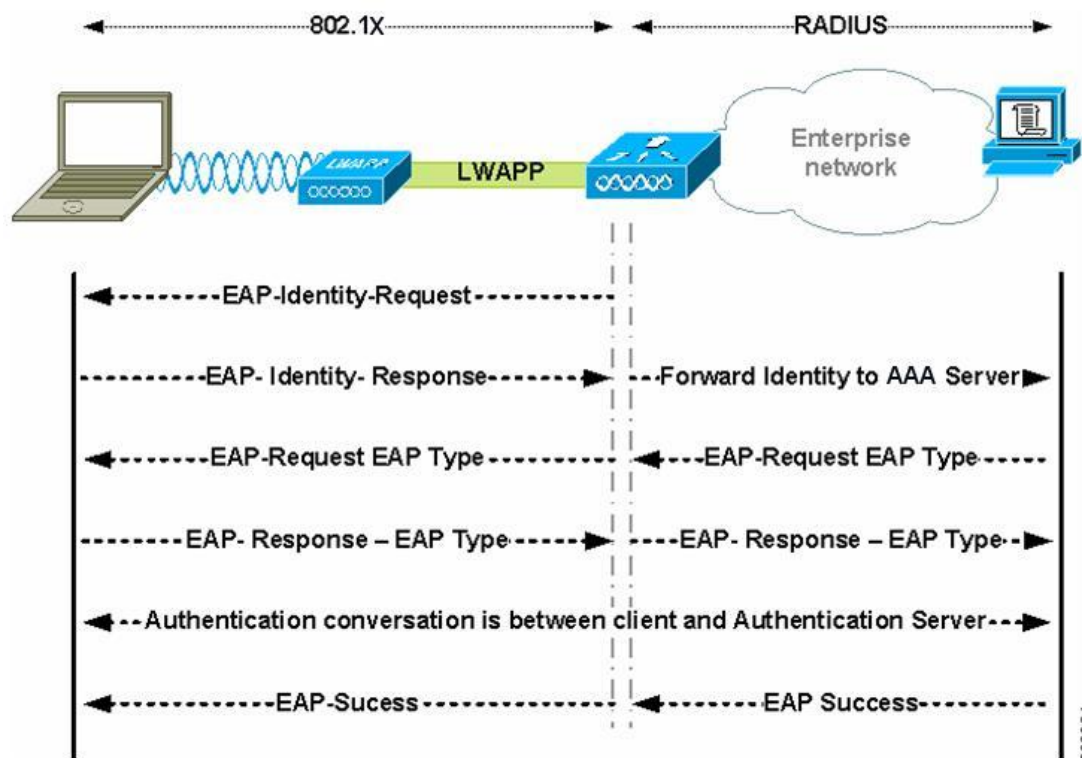 802.1X
RADIUS
LWAPP
LWAPP
Enterprise
network
EAP-Identity-Request
EAP- Identity- Response
Forward Identity to AAA Server
EAP-Request EAP Type
EAP-Request EAP Type
EAP- Response – EAP Type
EAP- Response – EAP Type
Authentication conversation is between client and Authentication Server
EAP-Sucess
EAP Success